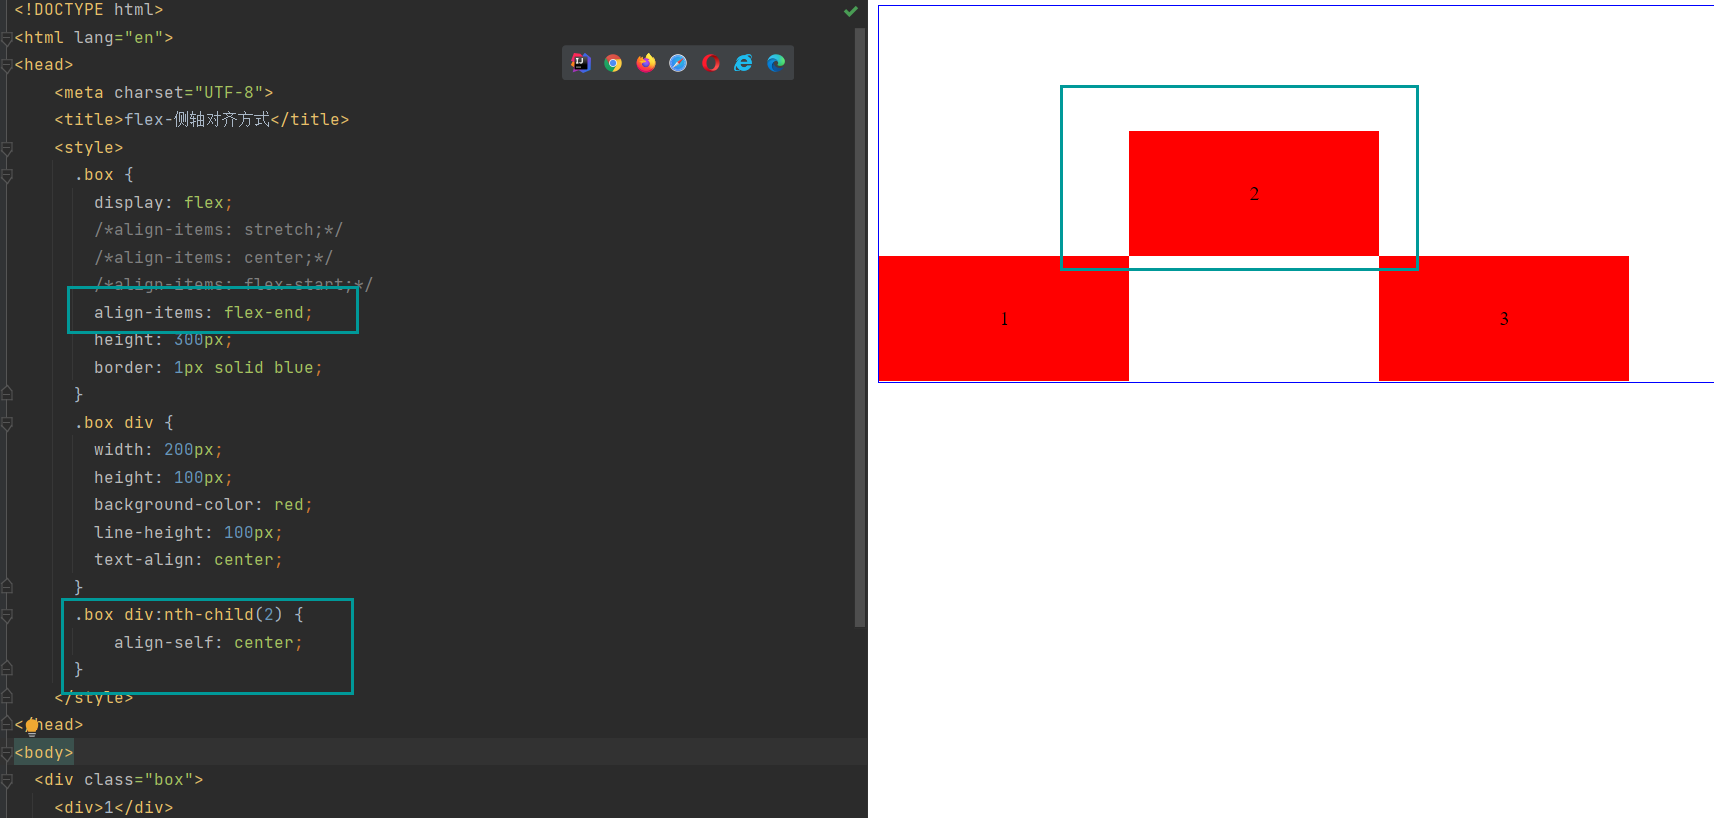 <!DOCTYPE html>
<html lang="en">
<head>
<meta charset="UTF-8">
<title>flex-侧轴对齐方式</title>
<style>
.box {
display: flex;
/*align-items: stretch;*/
/*align-items: center;*/
/*align-items: flex-start;*/
align-items: flex-end;
height: 300px;
border: 1px solid blue;
}
.box div {
width: 200px;
height: 100px;
background-color: red;
line-height: 100px;
text-align: center;
}
.box div:nth-child(2) {
align-self: center;
}
</style>
</head>
<body>
<div class="box">
<div>1</div>
2
1
3